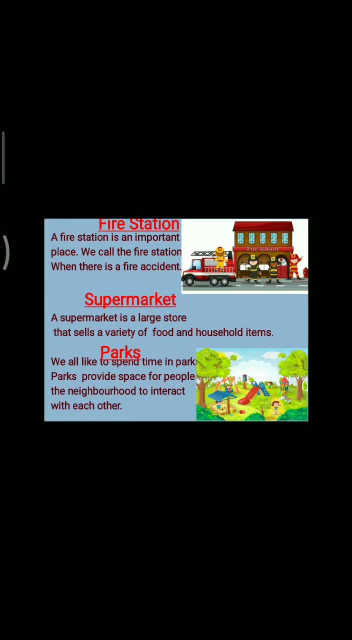 Fire Station
A fire station is an important
place. We call the fire station
When there is a fire accident.
Supermarket
A supermarket is a large store
that sells a variety of food and household items.
Parks
We all like to spend time in park
Parks provide space for people
the neighbourhood to interact
with each other.